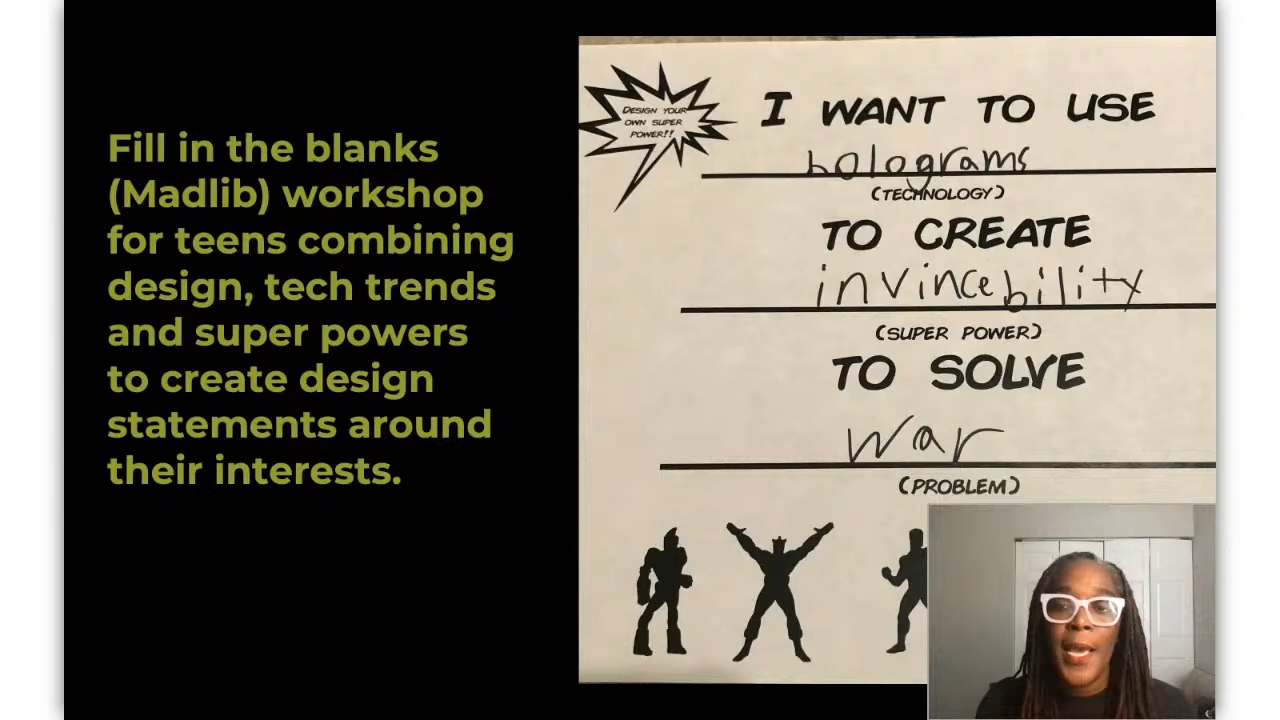 Fill in the blanks
(Madlib) workshop
for teens combining
design, tech trends
and super powers
to create design
statements around
their interests.
DESIGN YOUR
OWN SUPER
POWER!!
I WANT TO USE
holograms
(TECHNOLOGY)
TO CREATE
invincebility
(SUPER POWER)
TO SOLVE
war
(PROBLEM)